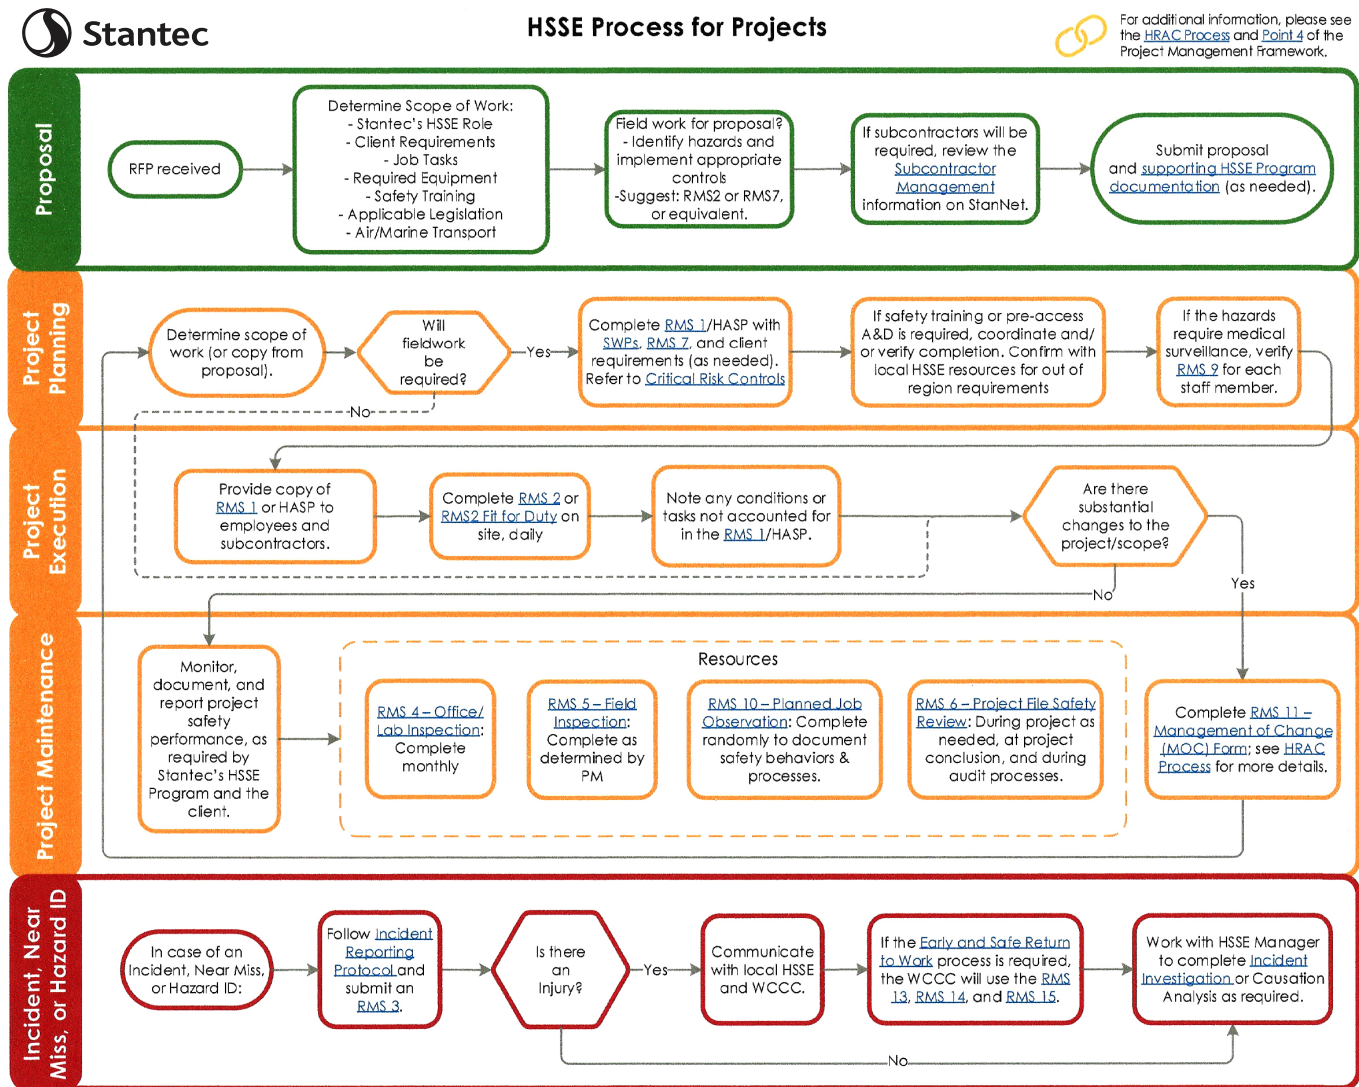 Stantec
HSSE Process for Projects
For additional information, please see
the HRAC Process and Point 4 of the
Project Management Framework.
Proposal
RFP received
Determine Scope of Work:
- Stantec's HSSE Role
- Client Requirements
- Job Tasks
- Required Equipment
- Safety Training
- Applicable Legislation
- Air/Marine Transport
Field work for proposal?
- Identify hazards and
implement appropriate
controls
-Suggest: RMS2 or RMS7,
or equivalent.
If subcontractors will be
required, review the
Subcontractor
Management
information on StanNet.
Submit proposal
and supporting HSSE Program
documentation (as needed).
Project
Planning
Determine scope of
work (or copy from
proposal).
Will
fieldwork
be
required?
Yes
No
Complete RMS 1/HASP with
SWPs, RMS 7, and client
requirements (as needed).
Refer to Critical Risk Controls
If safety training or pre-access
A&D is required, coordinate and/
or verify completion. Confirm with
local HSSE resources for out of
region requirements
If the hazards
require medical
surveillance, verify
RMS 9 for each
staff member.
Project
Execution
Provide copy of
RMS 1 or HASP to
employees and
subcontractors.
Complete RMS 2 or
RMS2 Fit for Duty on
site, daily
Note any conditions or
tasks not accounted for
in the RMS 1/HASP.
Are there
substantial
changes to the
project/scope?
Yes
No
Project Maintenance
Monitor,
document, and
report project
safety
performance, as
required by
Stantec's HSSE
Program and the
client.
Resources
RMS 4 – Office/
Lab Inspection:
Complete
monthly
RMS 5 – Field
Inspection:
Complete as
determined by
PM
RMS 10 – Planned Job
Observation: Complete
randomly to document
safety behaviors &
processes.
RMS 6 – Project File Safety
Review: During project as
needed, at project
conclusion, and during
audit processes.
Complete RMS 11 –
Management of Change
(MOC) Form; see HRAC
Process for more details.
Incident, Near
Miss, or Hazard ID
In case of an
Incident, Near Miss,
or Hazard ID:
Follow Incident
Reporting
Protocol and
submit an
RMS 3.
Is there
an
Injury?
Yes
No
Communicate
with local HSSE
and WCCC.
If the Early and Safe Return
to Work process is required,
the WCCC will use the RMS
13, RMS 14, and RMS 15.
Work with HSSE Manager
to complete Incident
Investigation or Causation
Analysis as required.